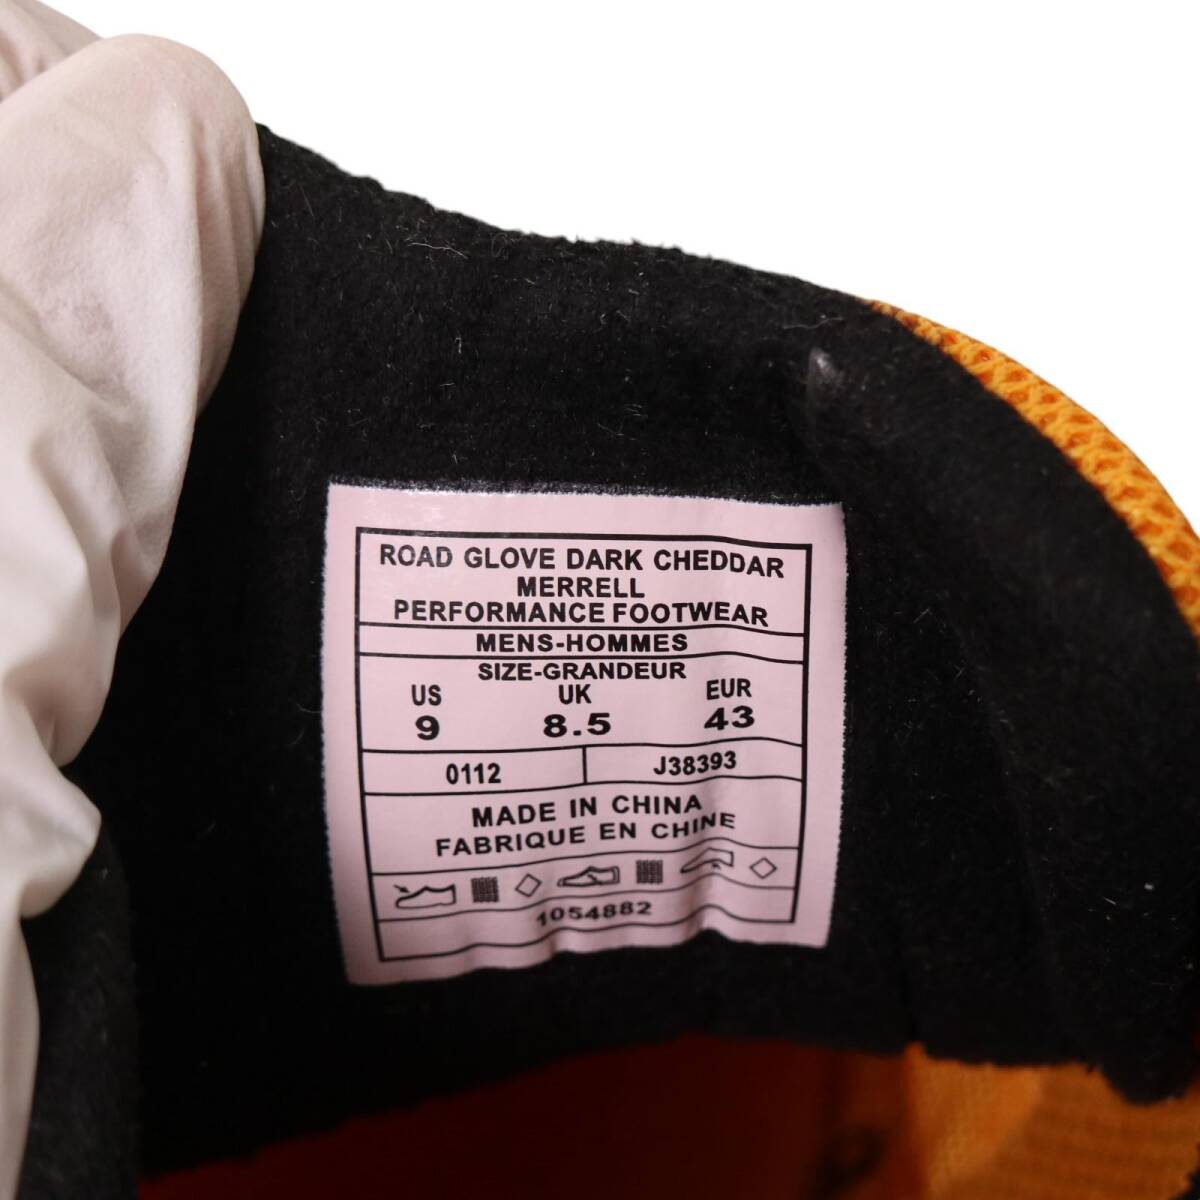 ROAD GLOVE DARK CHEDDAR
MERRELL
PERFORMANCE FOOTWEAR
MENS-HOMMES
SIZE-GRANDEUR
US UK EUR
9 8.5 43
0112 J38393
MADE IN CHINA
FABRIQUE EN CHINE
1054882